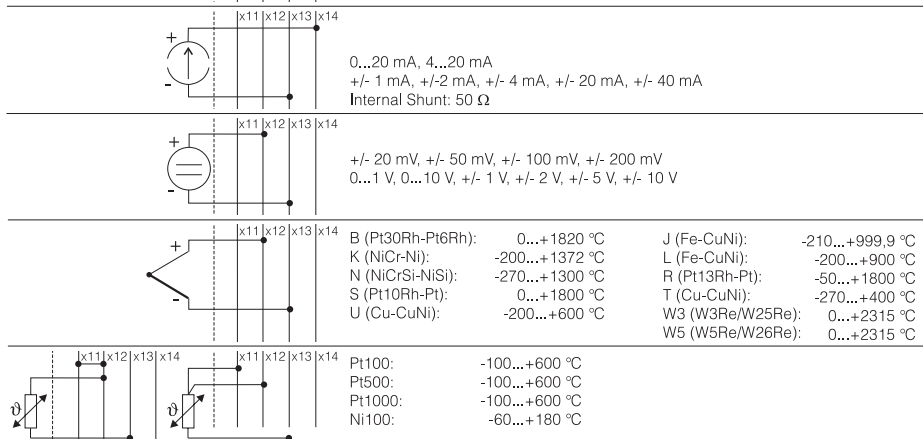 x11 x12 x13 x14
+
-
0...20 mA, 4...20 mA
+/- 1 mA, +/-2 mA, +/- 4 mA, +/- 20 mA, +/- 40 mA
Internal Shunt: 50 Ω
x11 x12 x13 x14
+
-
+/- 20 mV, +/- 50 mV, +/- 100 mV, +/- 200 mV
0...1 V, 0...10 V, +/- 1 V, +/- 2 V, +/- 5 V, +/- 10 V
x11 x12 x13 x14
+
-
B (Pt30Rh-Pt6Rh): 0...+1820 °C J (Fe-CuNi): -210...+999,9 °C
K (NiCr-Ni): -200...+1372 °C L (Fe-CuNi): -200...+900 °C
N (NiCrSi-NiSi): -270...+1300 °C R (Pt13Rh-Pt): -50...+1800 °C
S (Pt10Rh-Pt): 0...+1800 °C T (Cu-CuNi): -270...+400 °C
U (Cu-CuNi): -200...+600 °C W3 (W3Re/W25Re): 0...+2315 °C
W5 (W5Re/W26Re): 0...+2315 °C
x11 x12 x13 x14 x11 x12 x13 x14
ϑ ϑ
Pt100: -100...+600 °C
Pt500: -100...+600 °C
Pt1000: -100...+600 °C
Ni100: -60...+180 °C